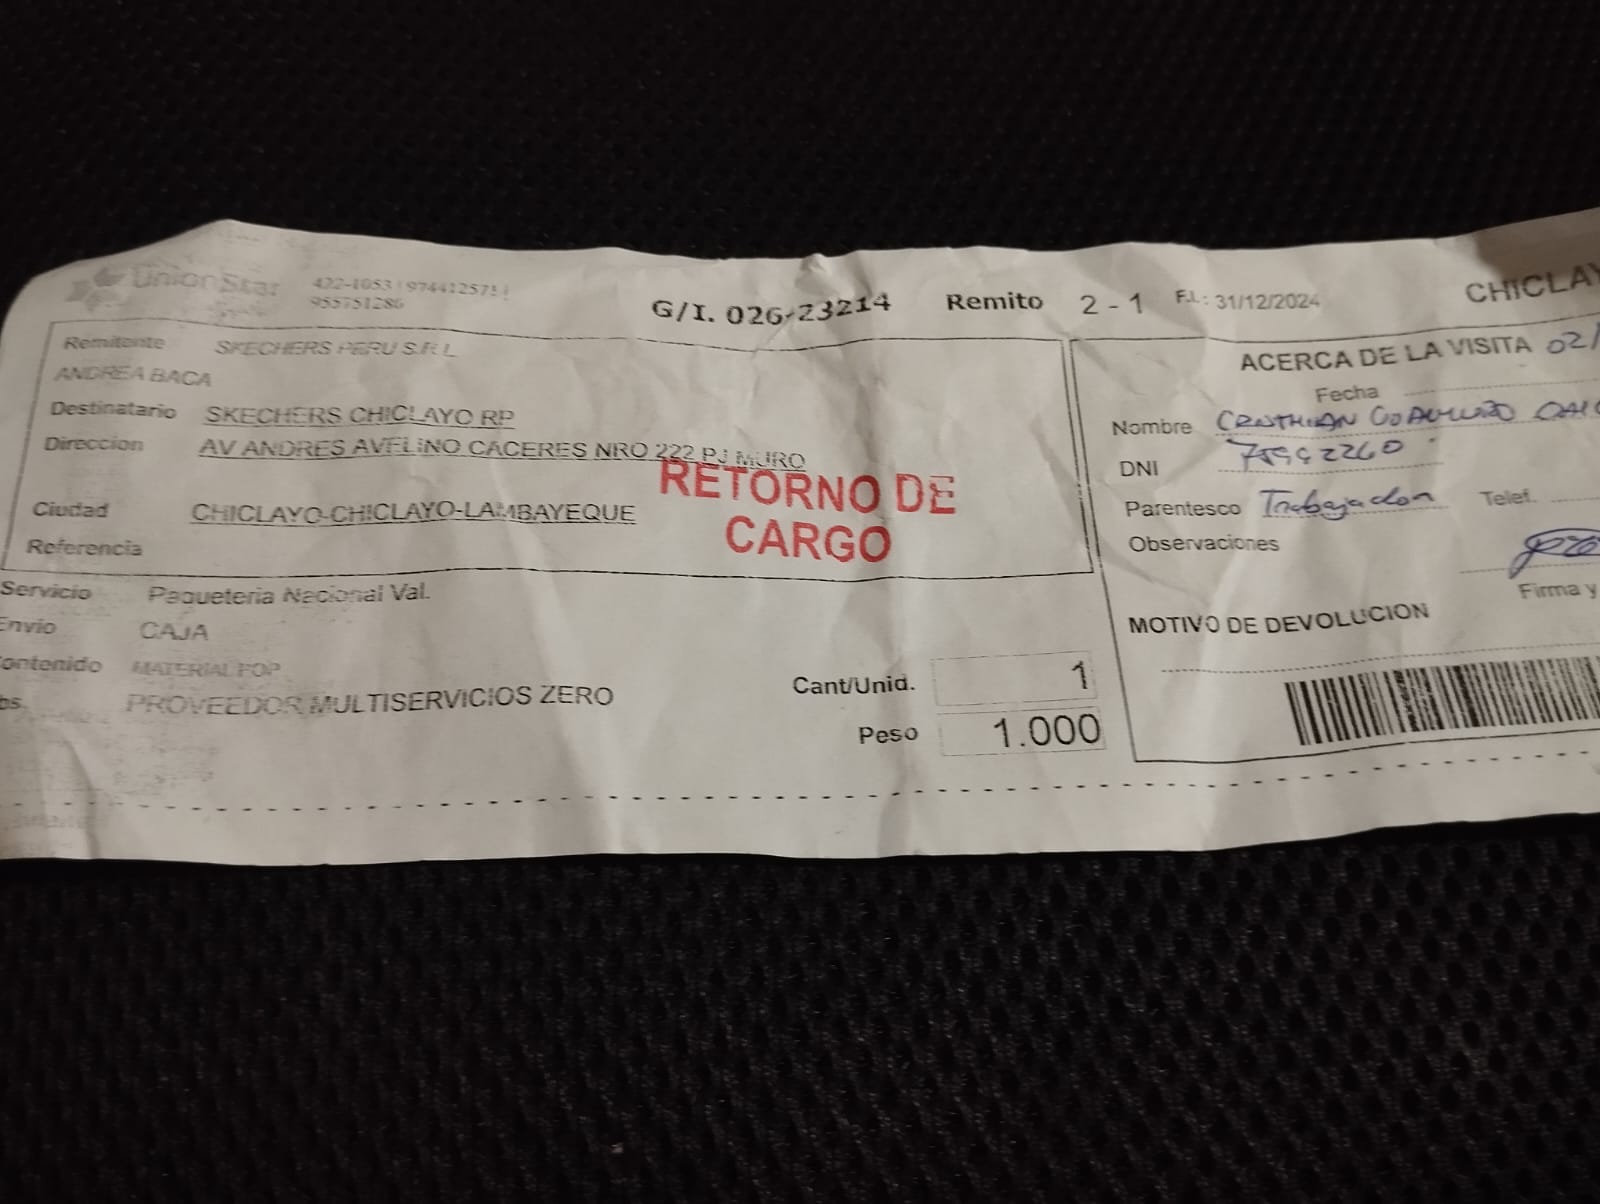 Union Star 422-1053 | 974412575 |
955751286
G/I. 026-23214 Remito 2 - 1 F.I.: 31/12/2024
Remitente SKECHERS PERU S.R.L
ANDREA BACA
Destinatario SKECHERS CHICLAYO RP
Direccion AV ANDRES AVELINO CACERES NRO 222 PJ MURO
RETORNO DE
CARGO
Ciudad CHICLAYO-CHICLAYO-LAMBAYEQUE
Referencia
Servicio Paqueteria Nacional Val.
Envio CAJA
Contenido MATERIAL POP
PROVEEDOR MULTISERVICIOS ZERO
Cant/Unid. 1
Peso 1.000
ACERCA DE LA VISITA 02/
Fecha
Nombre
DNI
Parentesco Trabajador Telef.
Observaciones
Firma y
MOTIVO DE DEVOLUCION